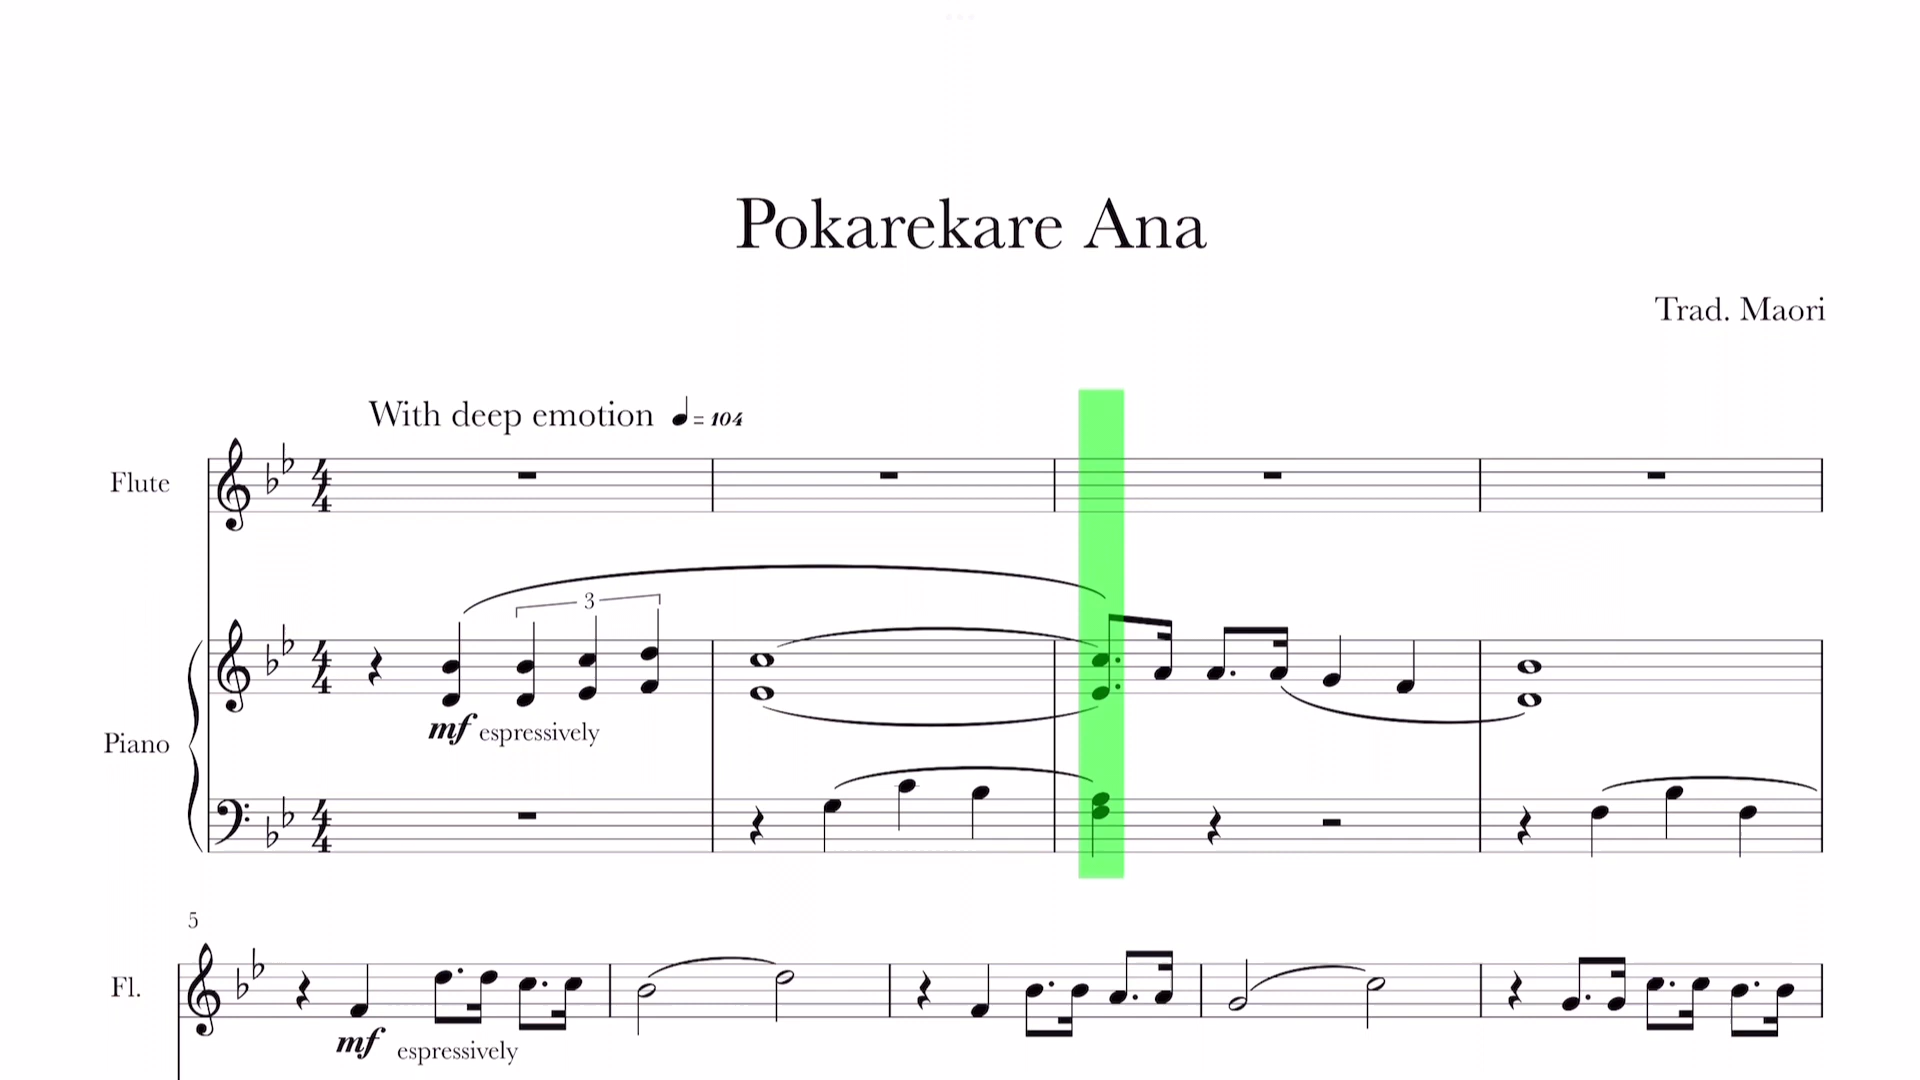 Pokarekare Ana
Trad. Maori
With deep emotion ♩= 104
Flute
3
mf espressively
Piano
5
Fl.
mf espressively